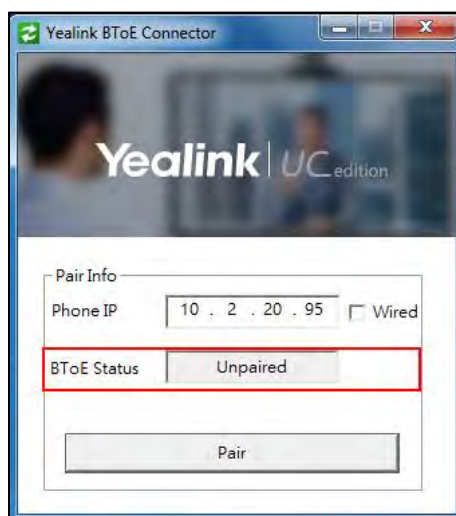 Yealink BToE Connector
Yealink | UC edition
Pair Info
Phone IP 10 . 2 . 20 . 95 Wired
BToE Status Unpaired
Pair